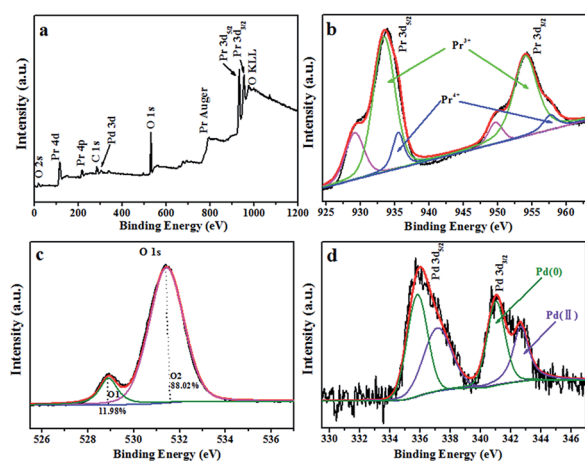 a
Intensity (a.u.)
O 2s
Pr 4d
Pr 4p
C 1s
Pd 3d
O 1s
Pr Auger
Pr 3d5/2
Pr 3d3/2
O KLL
0 200 400 600 800 1000 1200
Binding Energy (eV)
b
Intensity (a.u.)
Pr 3d5/2
Pr³⁺
Pr 3d3/2
Pr⁴⁺
925 930 935 940 945 950 955 960
Binding Energy (eV)
c
Intensity (a.u.)
O 1s
O1
11.98%
O2
88.02%
526 528 530 532 534 536
Binding Energy (eV)
d
Intensity (a.u.)
Pd 3d5/2
Pd 3d3/2
Pd(0)
Pd(Ⅱ)
330 332 334 336 338 340 342 344 346
Binding Energy (eV)